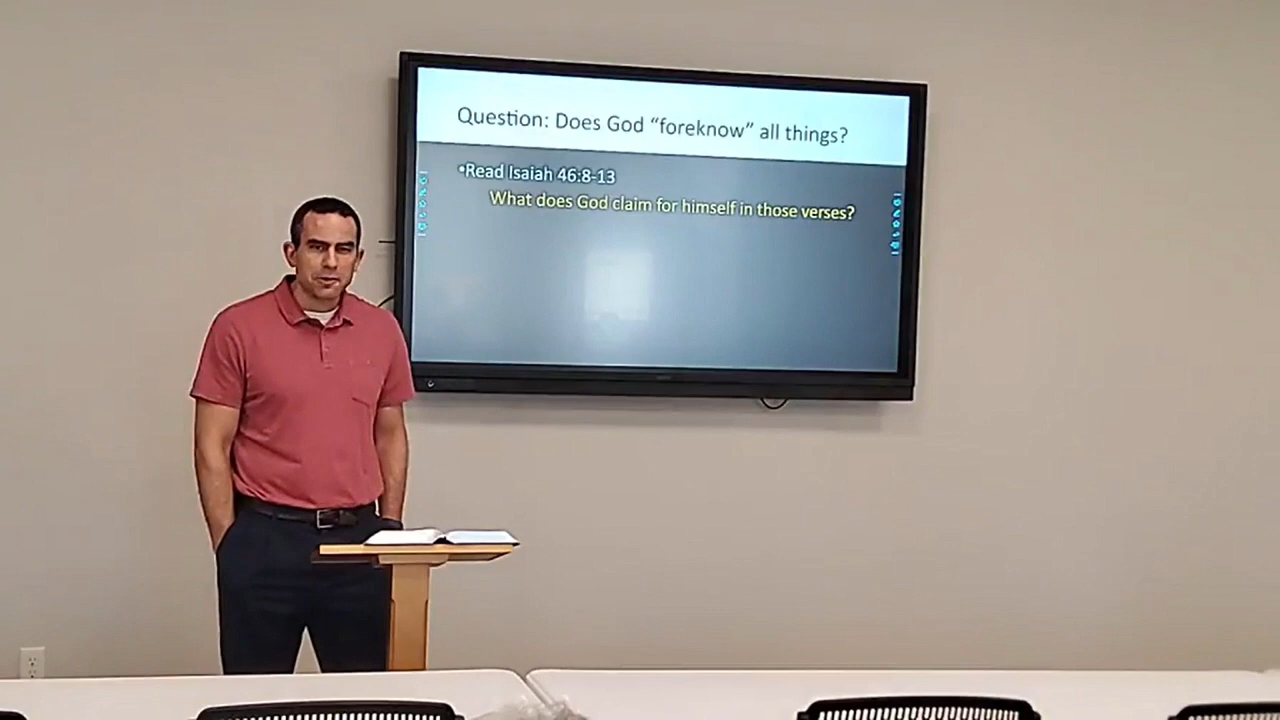 Question: Does God “foreknow” all things?
•Read Isaiah 46:8-13
What does God claim for himself in those verses?